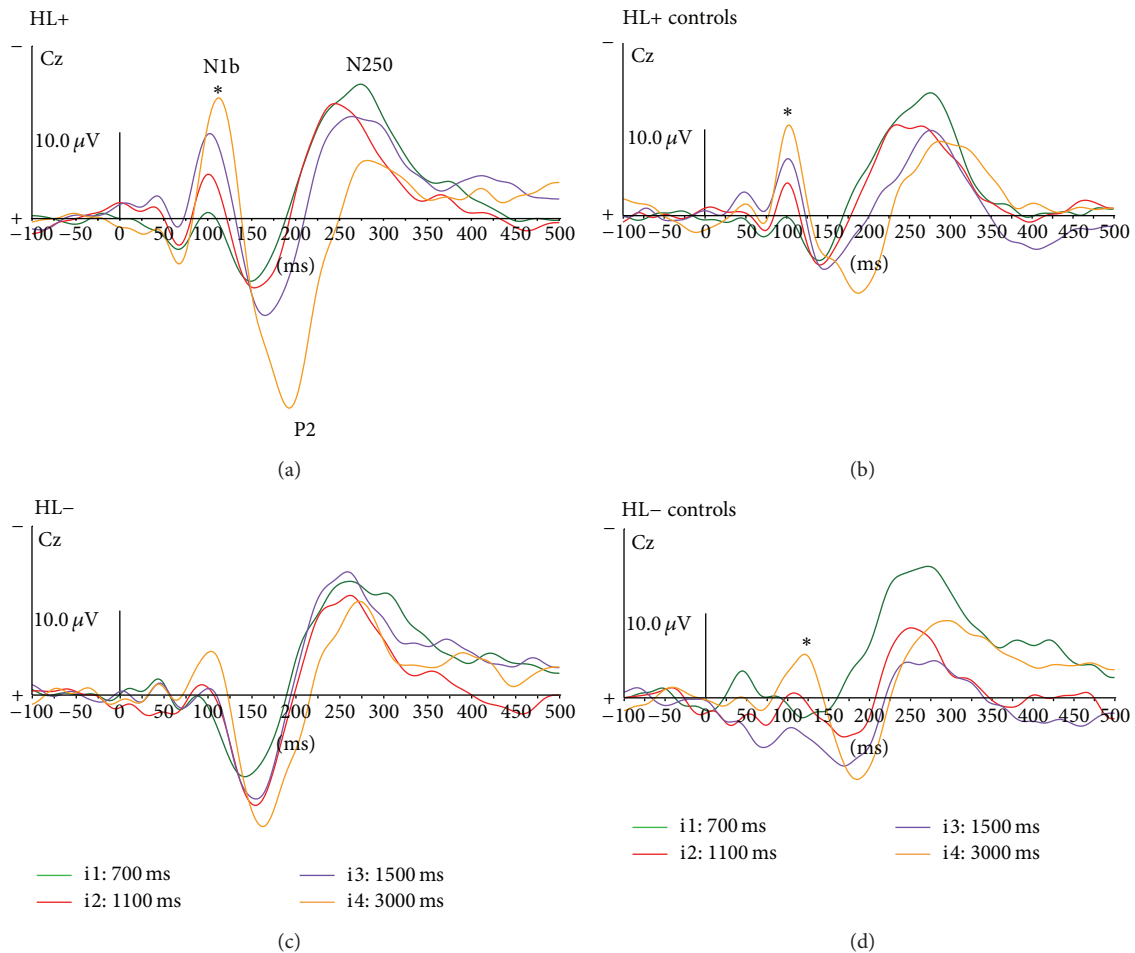 HL+
−
Cz
N1b
N250
*
10.0 μV
+
−100 −50 0 50 100 150 200 250 300 350 400 450 500
(ms)
P2
(a)
HL+ controls
−
Cz
*
10.0 μV
+
−100 −50 0 50 100 150 200 250 300 350 400 450 500
(ms)
(b)
HL−
−
Cz
10.0 μV
+
−100 −50 0 50 100 150 200 250 300 350 400 450 500
(ms)
i1: 700 ms
i2: 1100 ms
i3: 1500 ms
i4: 3000 ms
(c)
HL− controls
−
Cz
*
10.0 μV
+
−100 −50 0 50 100 150 200 250 300 350 400 450 500
(ms)
i1: 700 ms
i2: 1100 ms
i3: 1500 ms
i4: 3000 ms
(d)